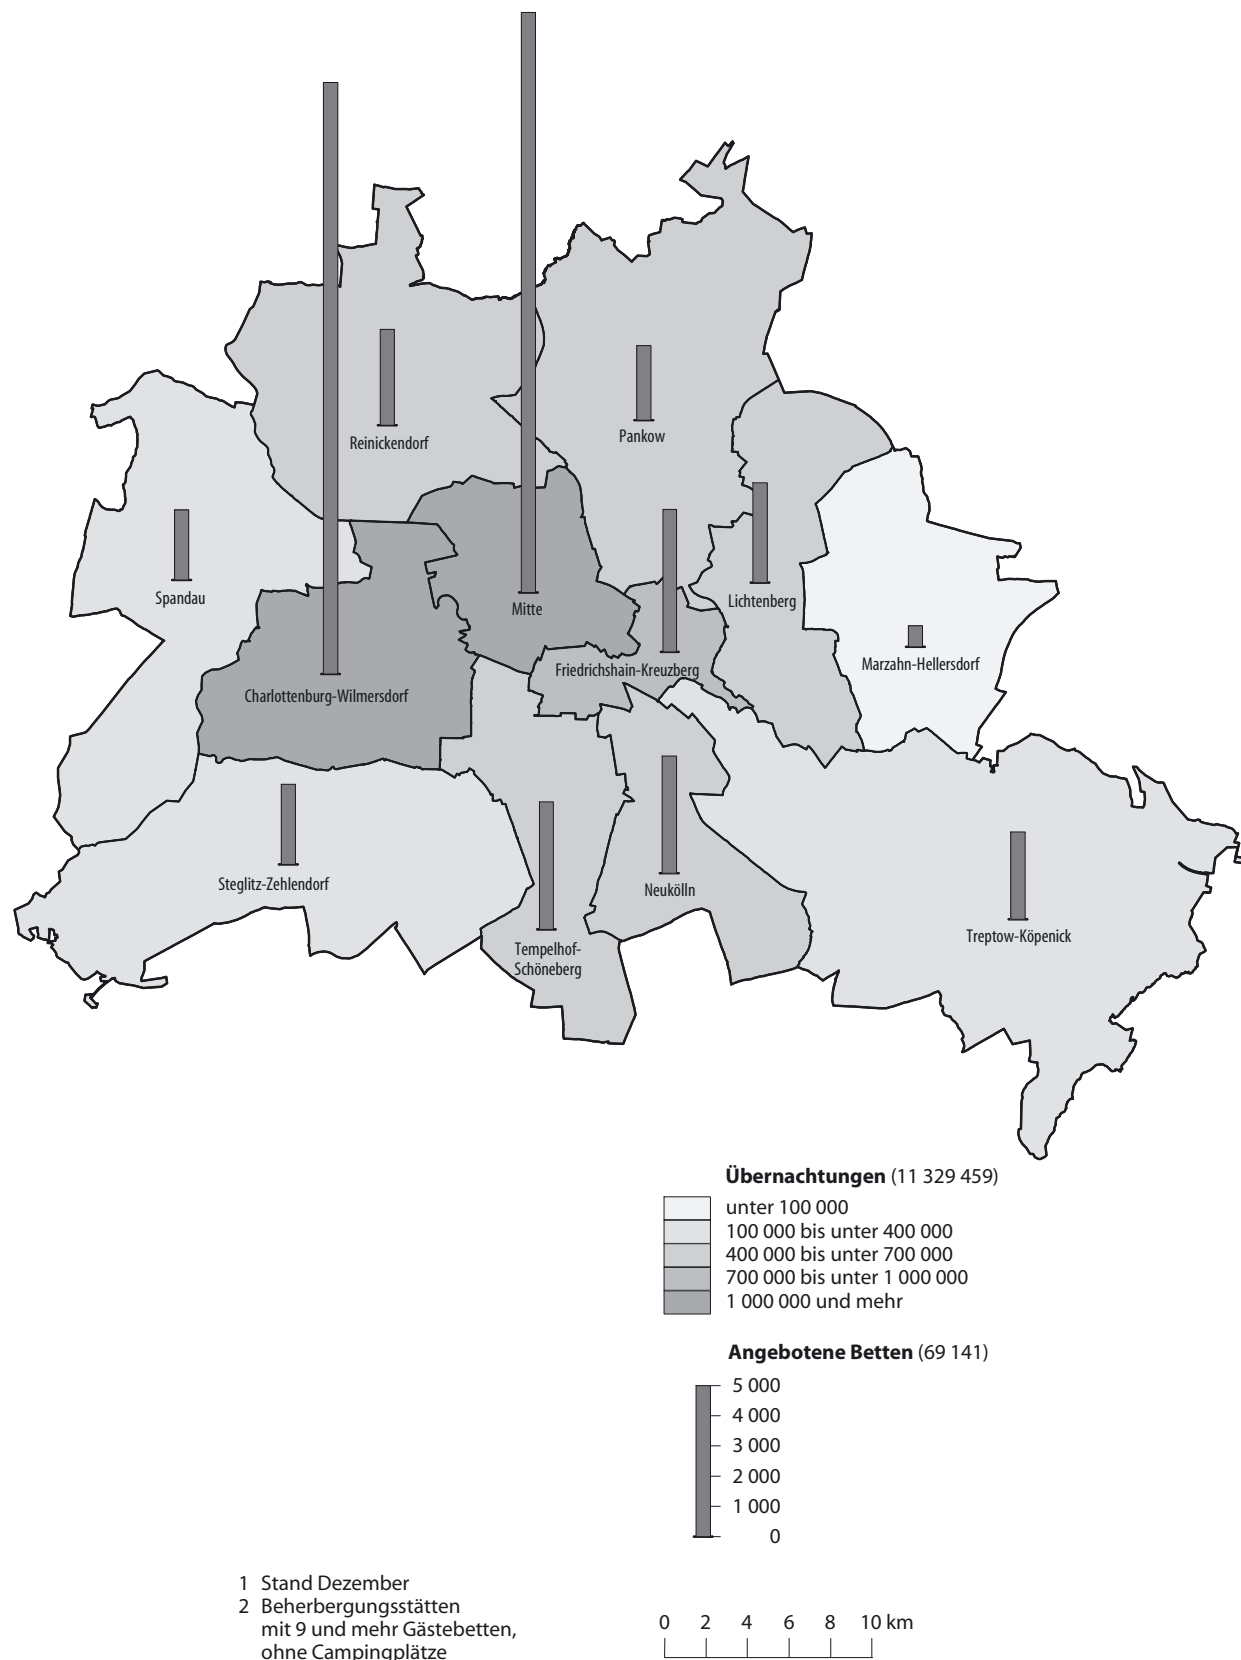 Reinickendorf
Pankow
Spandau
Mitte
Lichtenberg
Marzahn-Hellersdorf
Friedrichshain-Kreuzberg
Charlottenburg-Wilmersdorf
Steglitz-Zehlendorf
Neukölln
Treptow-Köpenick
Tempelhof-
Schöneberg
Übernachtungen (11 329 459)
unter 100 000
100 000 bis unter 400 000
400 000 bis unter 700 000
700 000 bis unter 1 000 000
1 000 000 und mehr
Angebotene Betten (69 141)
5 000
4 000
3 000
2 000
1 000
0
1 Stand Dezember
2 Beherbergungsstätten
mit 9 und mehr Gästebetten,
ohne Campingplätze
0 2 4 6 8 10 km